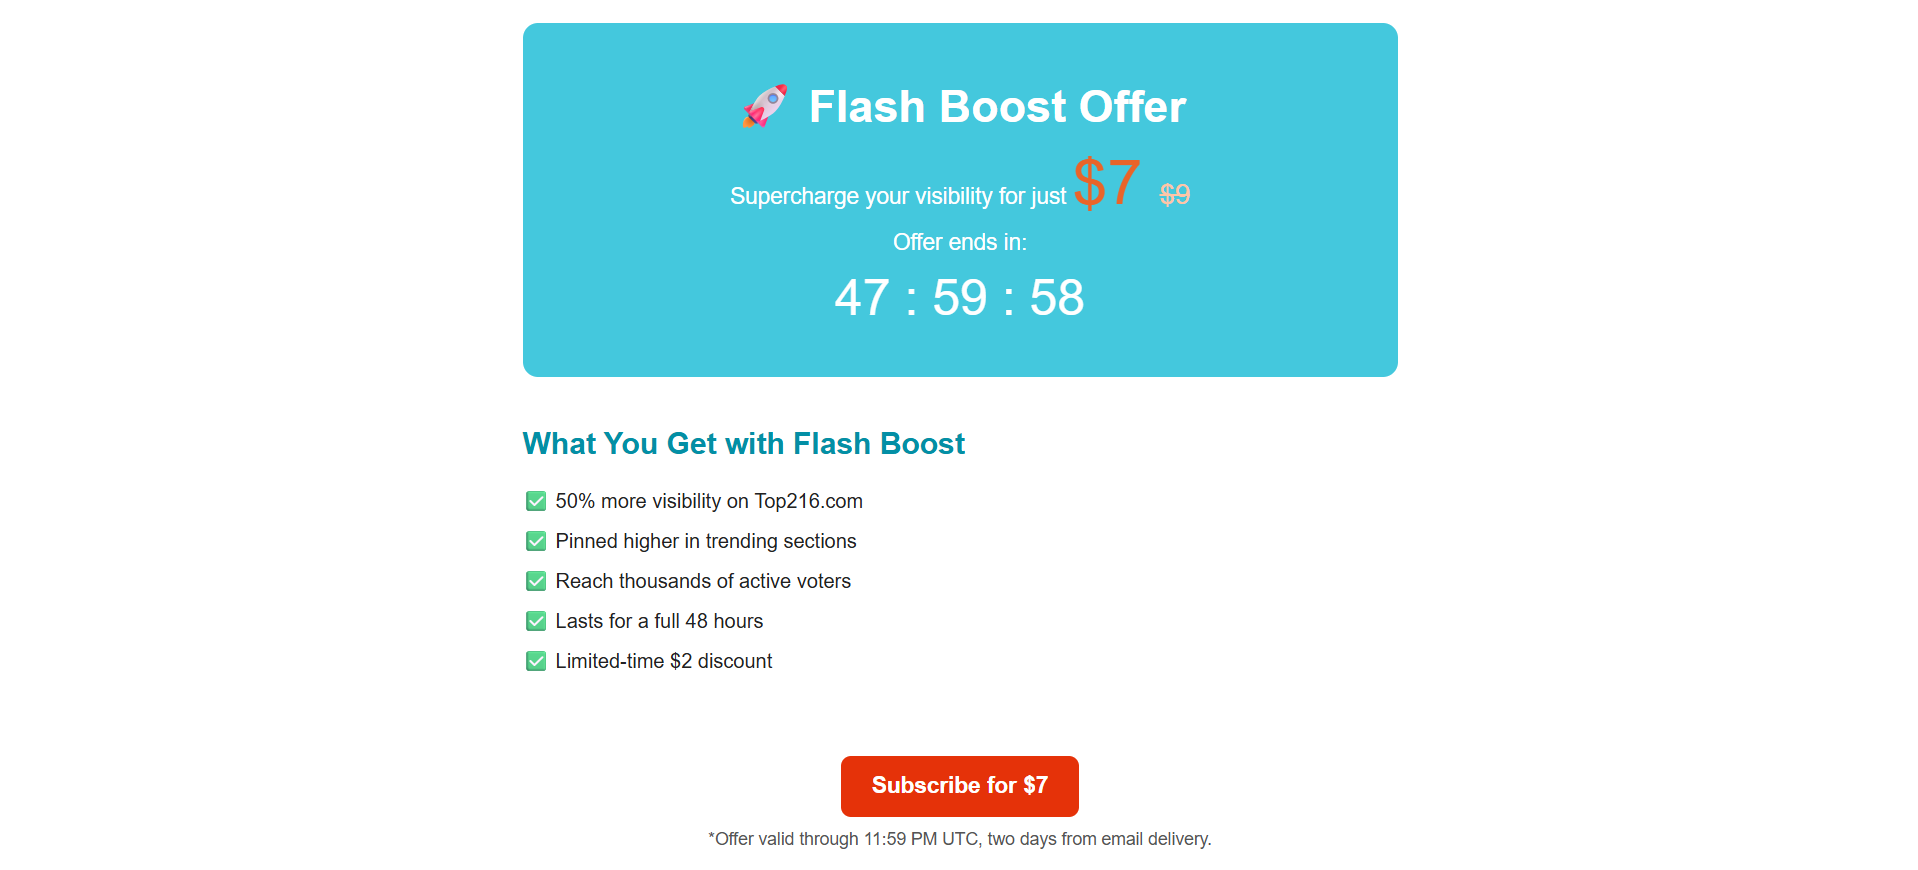 🚀 Flash Boost Offer
Supercharge your visibility for just $7 $9
Offer ends in:
47 : 59 : 58
What You Get with Flash Boost
✅ 50% more visibility on Top216.com
✅ Pinned higher in trending sections
✅ Reach thousands of active voters
✅ Lasts for a full 48 hours
✅ Limited-time $2 discount
Subscribe for $7
*Offer valid through 11:59 PM UTC, two days from email delivery.